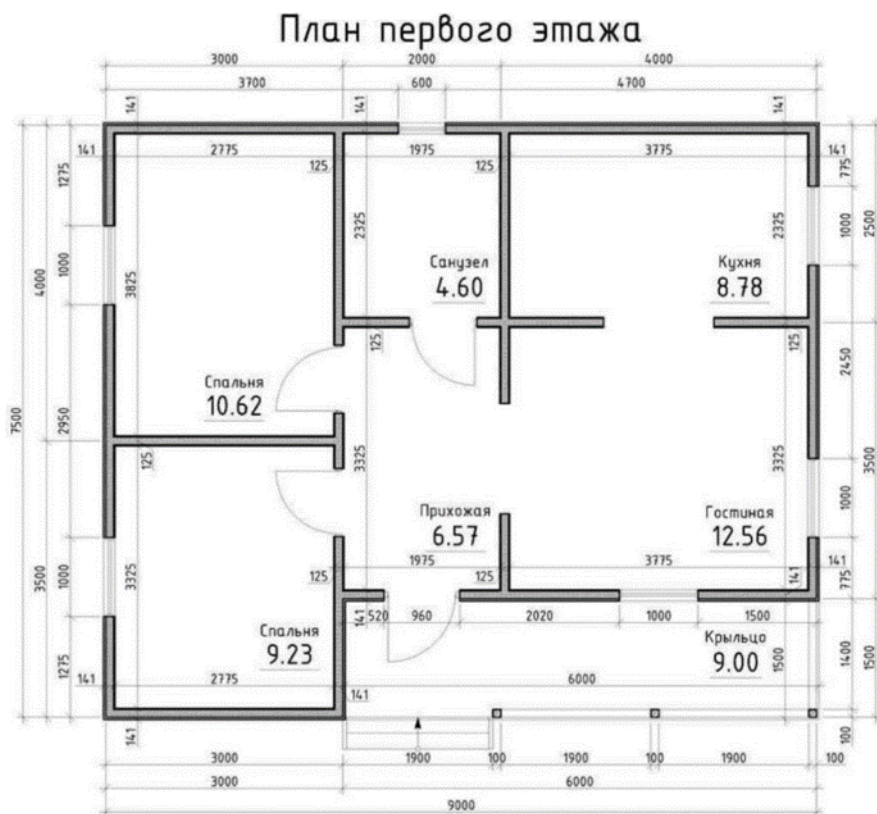 План первого этажа
3000 2000 4000
3700 600 4700
141 141 141
141 2775 125 1975 125 3775 141
1275 775
2325 2325
1000 1000 2500
4000 3825
Санузел Кухня
4.60 8.78
125 125
2450
Спальня
10.62
7500 2950
125 3325 3325 3500
1000
Прихожая Гостиная
6.57 12.56
3500 1000 3325
1975 3775 141
125 125 141 775
141 520 960 2020 1000 1500
Спальня Крыльцо
9.23 9.00
1275 1500 1400 1500
141 2775 6000
141
141
100
3000 1900 100 1900 100 1900 100
3000 6000
9000